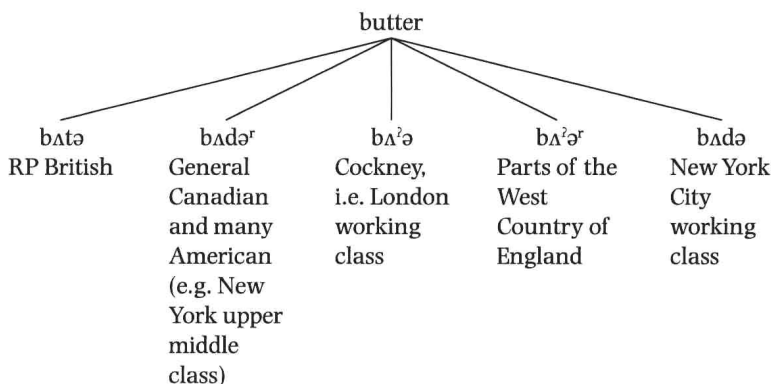 butter
bʌtə
RP British
bʌdəʳ
General
Canadian
and many
American
(e.g. New
York upper
middle
class)
bʌˀə
Cockney,
i.e. London
working
class
bʌˀəʳ
Parts of the
West
Country of
England
bʌdə
New York
City
working
class